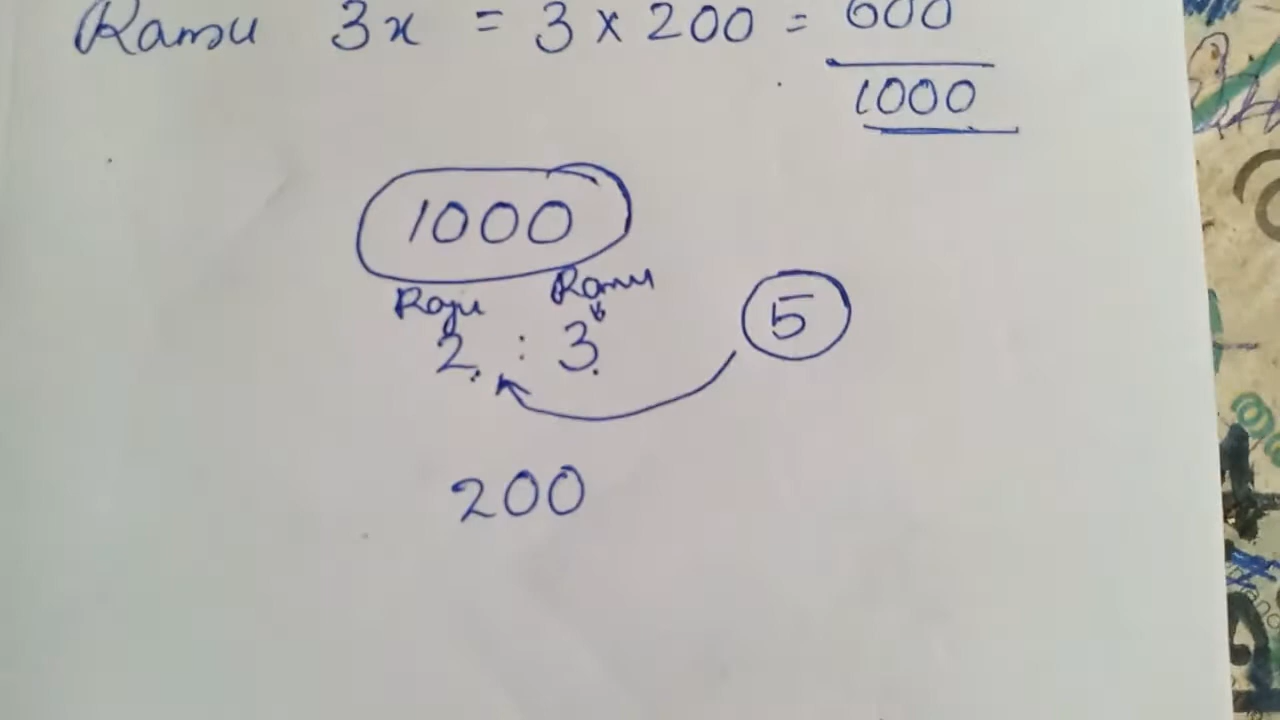 Ramu 3x = 3 x 200 = 600
1000
1000
Raju Ramu
2 : 3
5
200